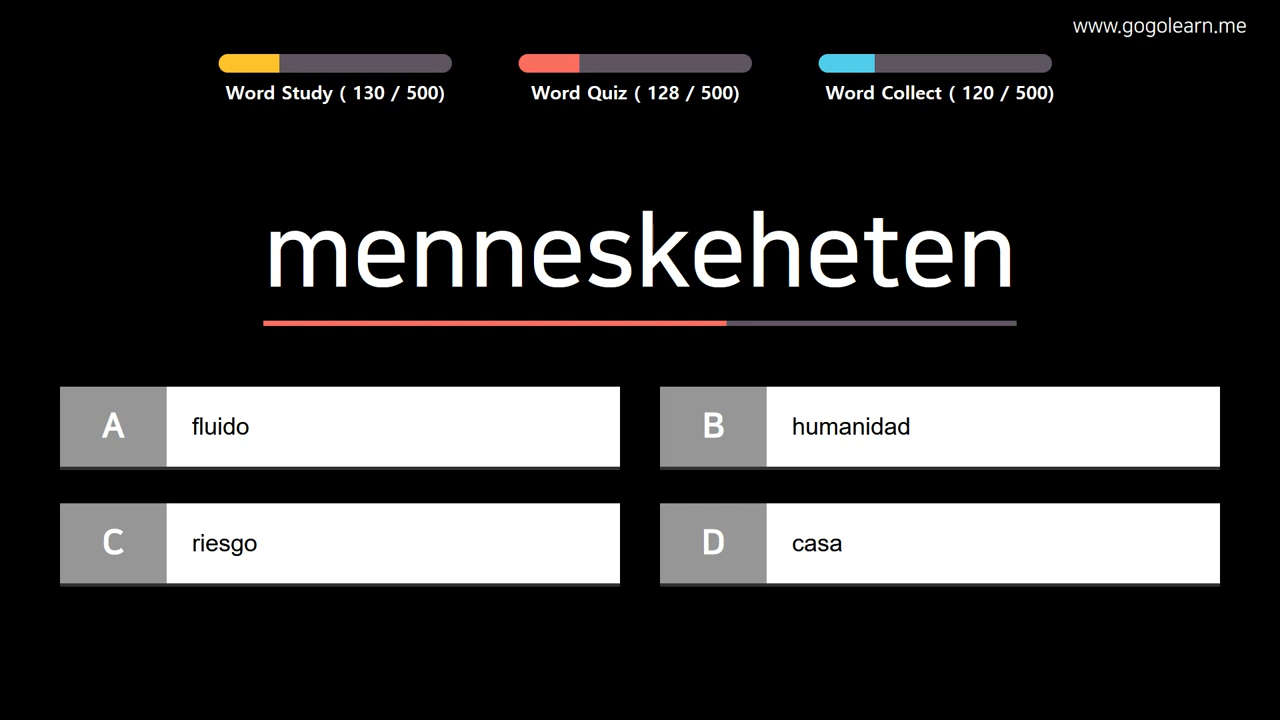 www.gogolearn.me
Word Study ( 130 / 500)
Word Quiz ( 128 / 500)
Word Collect ( 120 / 500)
menneskeheten
A fluido
B humanidad
C riesgo
D casa